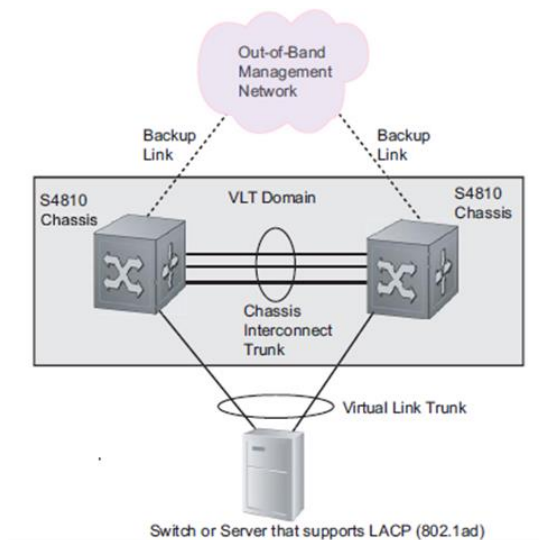 Out-of-Band
Management
Network
Backup
Link
Backup
Link
S4810
Chassis
VLT Domain
S4810
Chassis
Chassis
Interconnect
Trunk
Virtual Link Trunk
Switch or Server that supports LACP (802.1ad)